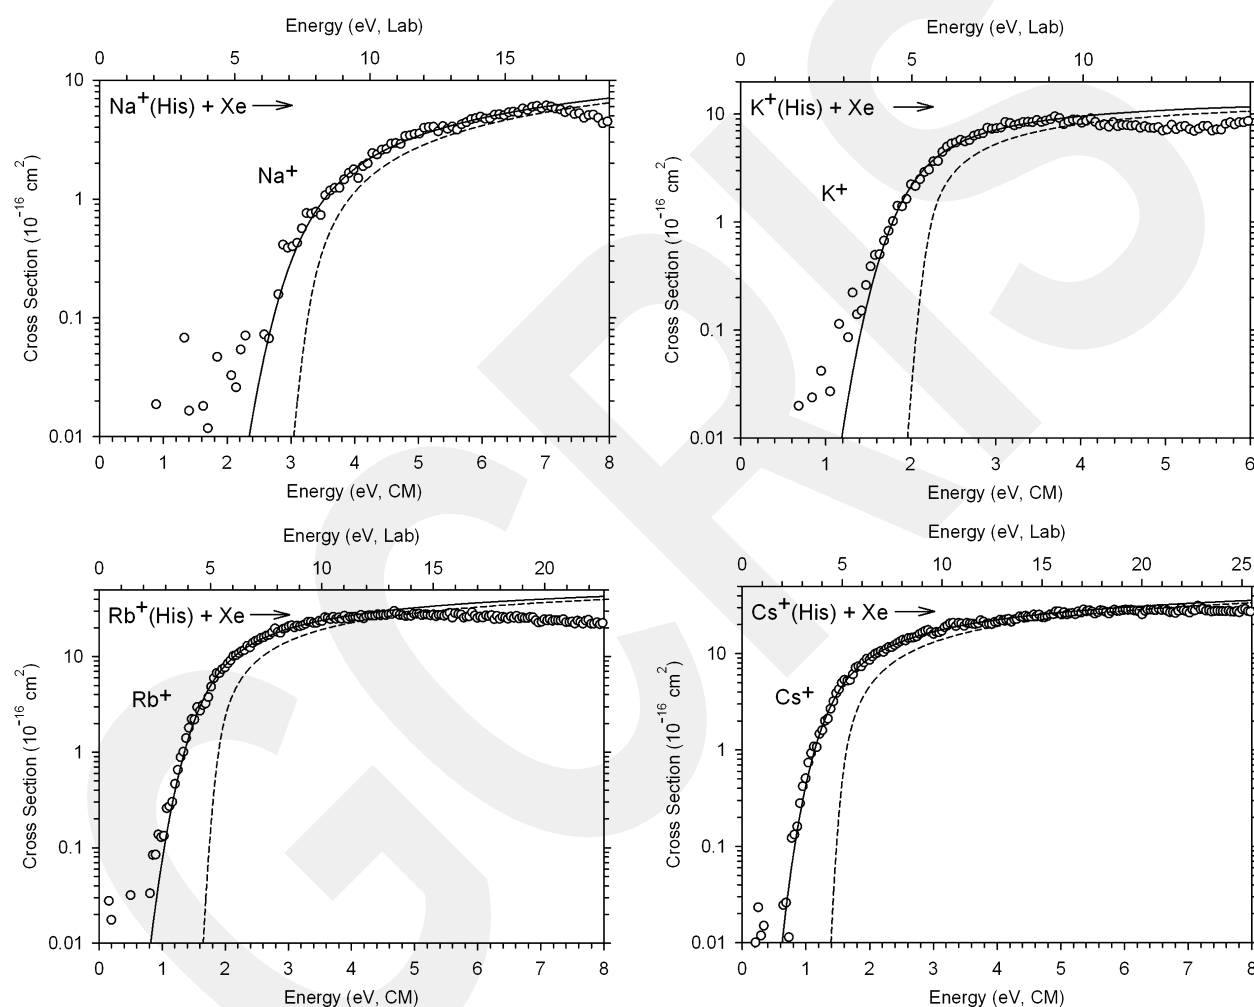 Energy (eV, Lab)
0 5 10 15
Na+(His) + Xe
Na+
Cross Section (10−16 cm2)
10
1
0.1
0.01
0 1 2 3 4 5 6 7 8
Energy (eV, CM)
Energy (eV, Lab)
0 5 10
K+(His) + Xe
K+
Cross Section (10−16 cm2)
10
1
0.1
0.01
0 1 2 3 4 5 6
Energy (eV, CM)
Energy (eV, Lab)
0 5 10 15 20
Rb+(His) + Xe
Rb+
Cross Section (10−16 cm2)
10
1
0.1
0.01
0 1 2 3 4 5 6 7 8
Energy (eV, CM)
Energy (eV, Lab)
0 5 10 15 20 25
Cs+(His) + Xe
Cs+
Cross Section (10−16 cm2)
10
1
0.1
0.01
0 1 2 3 4 5 6 7 8
Energy (eV, CM)
GCRIS